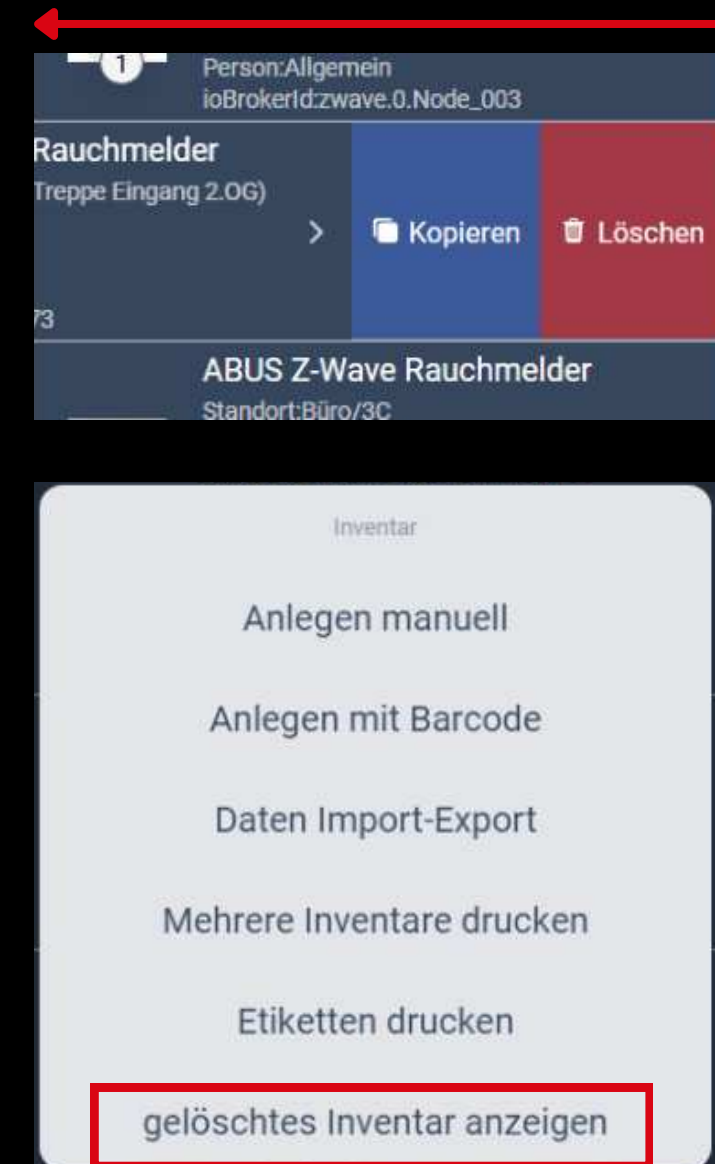 1
Person:Allgemein
ioBrokerId:zwave.0.Node_003
Rauchmelder
Treppe Eingang 2.OG)
Kopieren
Löschen
73
ABUS Z-Wave Rauchmelder
Standort:Büro/3C
Inventar
Anlegen manuell
Anlegen mit Barcode
Daten Import-Export
Mehrere Inventare drucken
Etiketten drucken
gelöschtes Inventar anzeigen